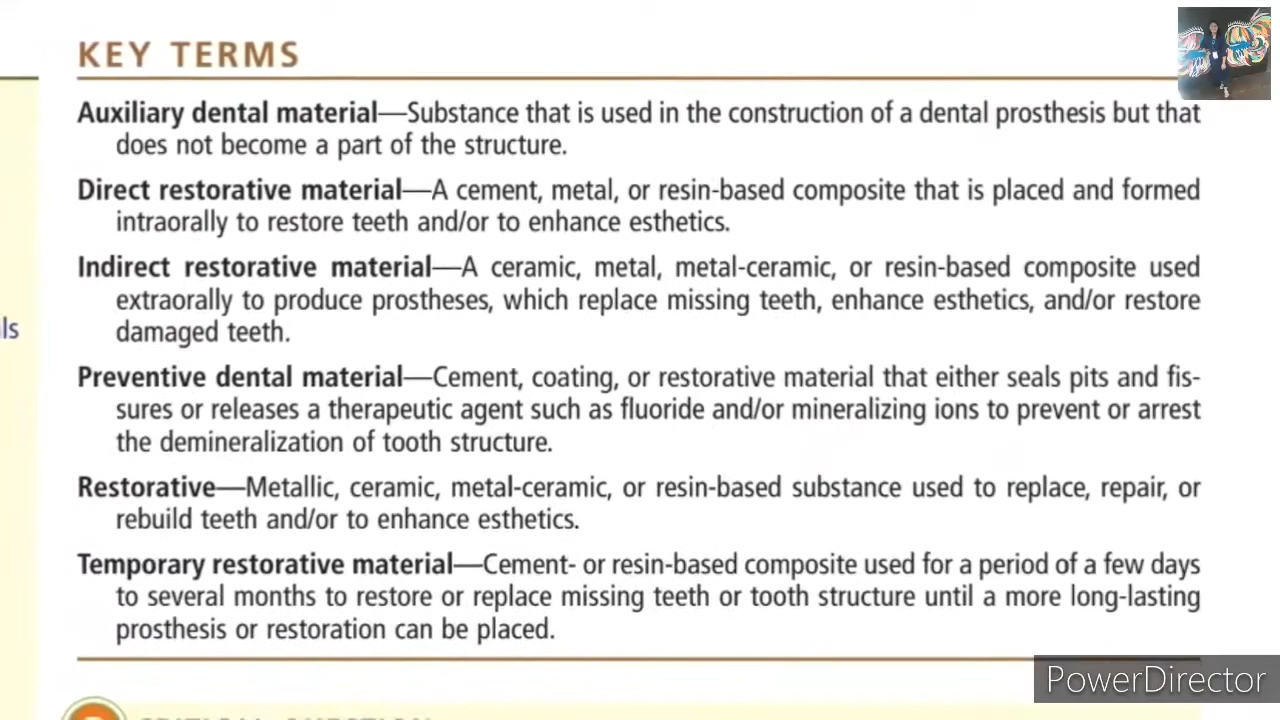 KEY TERMS
Auxiliary dental material—Substance that is used in the construction of a dental prosthesis but that
does not become a part of the structure.
Direct restorative material—A cement, metal, or resin-based composite that is placed and formed
intraorally to restore teeth and/or to enhance esthetics.
Indirect restorative material—A ceramic, metal, metal-ceramic, or resin-based composite used
extraorally to produce prostheses, which replace missing teeth, enhance esthetics, and/or restore
damaged teeth.
ls
Preventive dental material—Cement, coating, or restorative material that either seals pits and fis-
sures or releases a therapeutic agent such as fluoride and/or mineralizing ions to prevent or arrest
the demineralization of tooth structure.
Restorative—Metallic, ceramic, metal-ceramic, or resin-based substance used to replace, repair, or
rebuild teeth and/or to enhance esthetics.
Temporary restorative material—Cement- or resin-based composite used for a period of a few days
to several months to restore or replace missing teeth or tooth structure until a more long-lasting
prosthesis or restoration can be placed.
PowerDirector